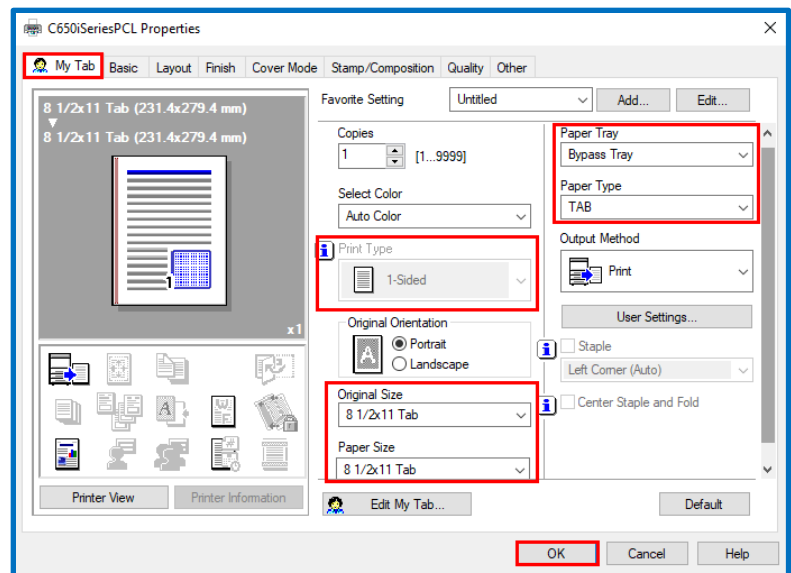 C650iSeriesPCL Properties
My Tab Basic Layout Finish Cover Mode Stamp/Composition Quality Other
8 1/2x11 Tab (231.4x279.4 mm)
8 1/2x11 Tab (231.4x279.4 mm)
1
x1
Printer View
Printer Information
Favorite Setting
Untitled
Add...
Edit...
Copies
1
[1...9999]
Select Color
Auto Color
Print Type
1-Sided
Original Orientation
A
Portrait
Landscape
Original Size
8 1/2x11 Tab
Paper Size
8 1/2x11 Tab
Edit My Tab...
Paper Tray
Bypass Tray
Paper Type
TAB
Output Method
Print
User Settings...
Staple
Left Corner (Auto)
Center Staple and Fold
Default
OK
Cancel
Help